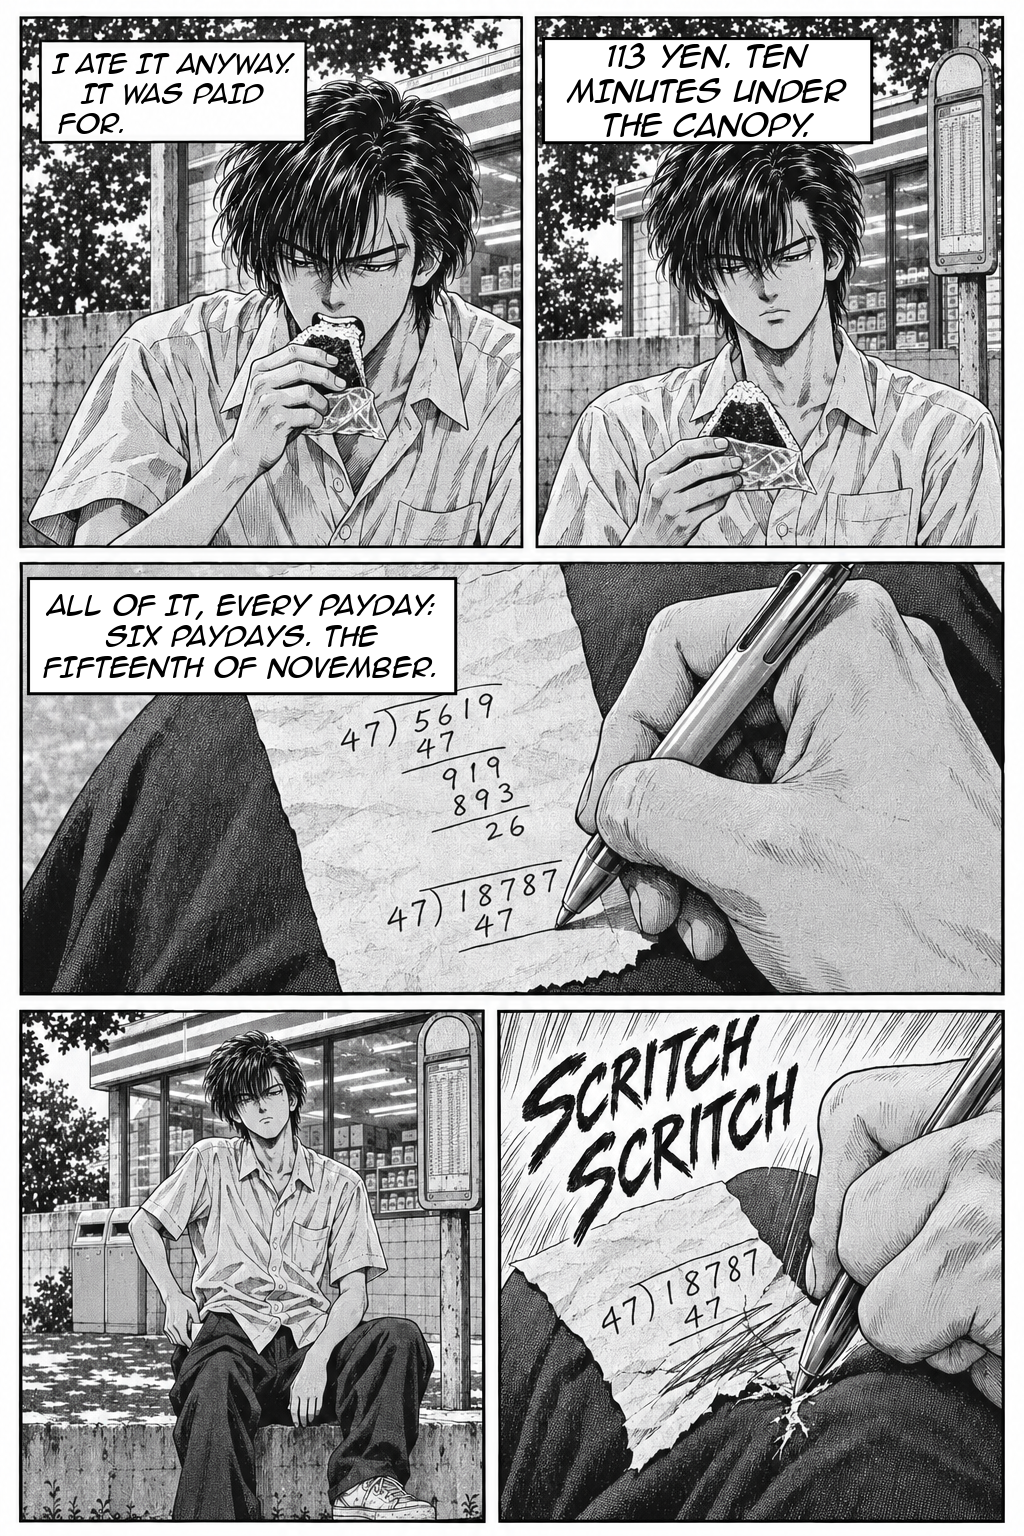 I ATE IT ANYWAY.
IT WAS PAID
FOR.
113 YEN. TEN
MINUTES UNDER
THE CANOPY.
ALL OF IT, EVERY PAYDAY:
SIX PAYDAYS. THE
FIFTEENTH OF NOVEMBER.
47)5619
47
919
893
26
47)18787
47
SCRITCH
SCRITCH
47)18787
47